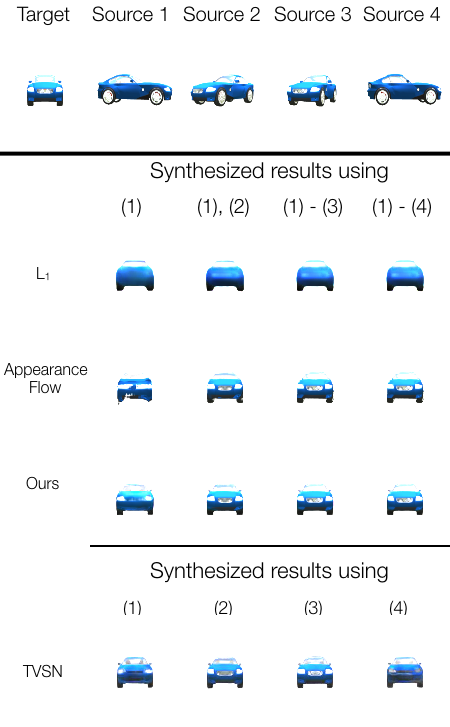 Target Source 1 Source 2 Source 3 Source 4
Synthesized results using
(1) (1), (2) (1) - (3) (1) - (4)
L₁
Appearance
Flow
Ours
Synthesized results using
(1) (2) (3) (4)
TVSN